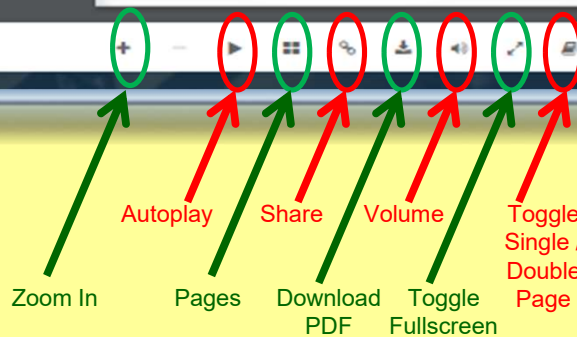 Autoplay
Share
Volume
Toggle
Single /
Double
Page
Zoom In
Pages
Download
PDF
Toggle
Fullscreen